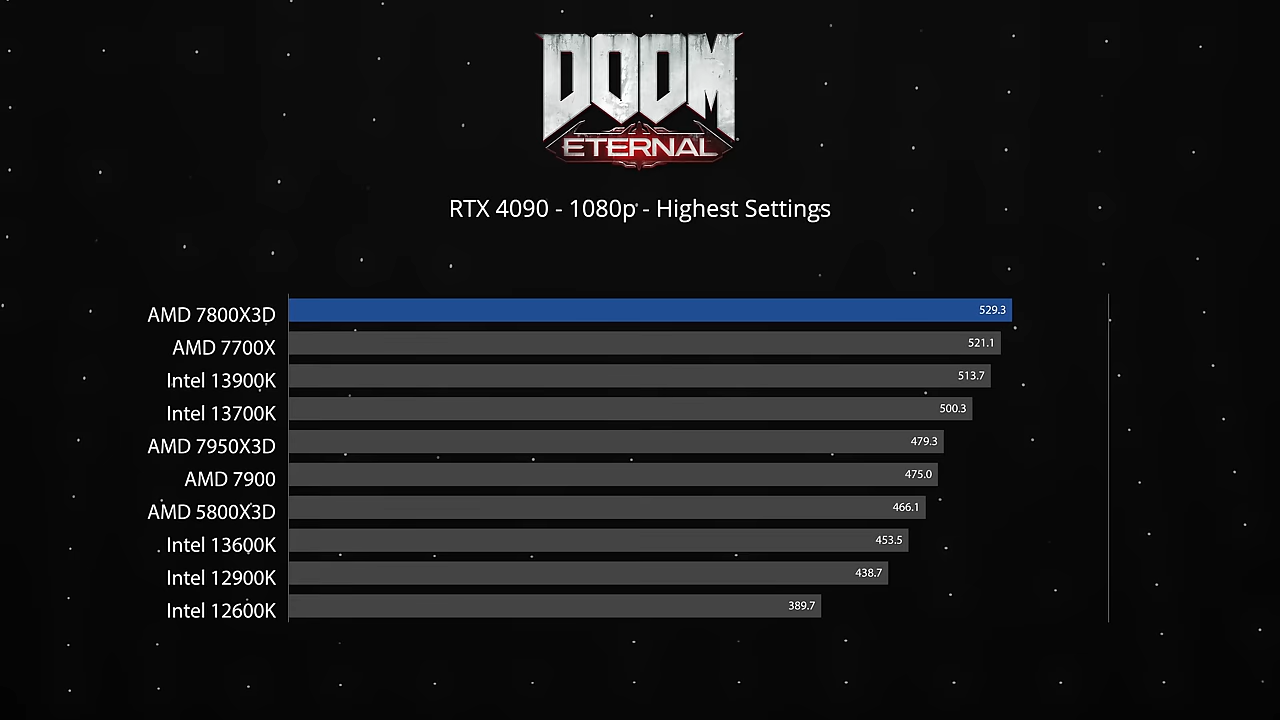 DOOM
ETERNAL
RTX 4090 - 1080p - Highest Settings
AMD 7800X3D 529.3
AMD 7700X 521.1
Intel 13900K 513.7
Intel 13700K 500.3
AMD 7950X3D 479.3
AMD 7900 475.0
AMD 5800X3D 466.1
Intel 13600K 453.5
Intel 12900K 438.7
Intel 12600K 389.7